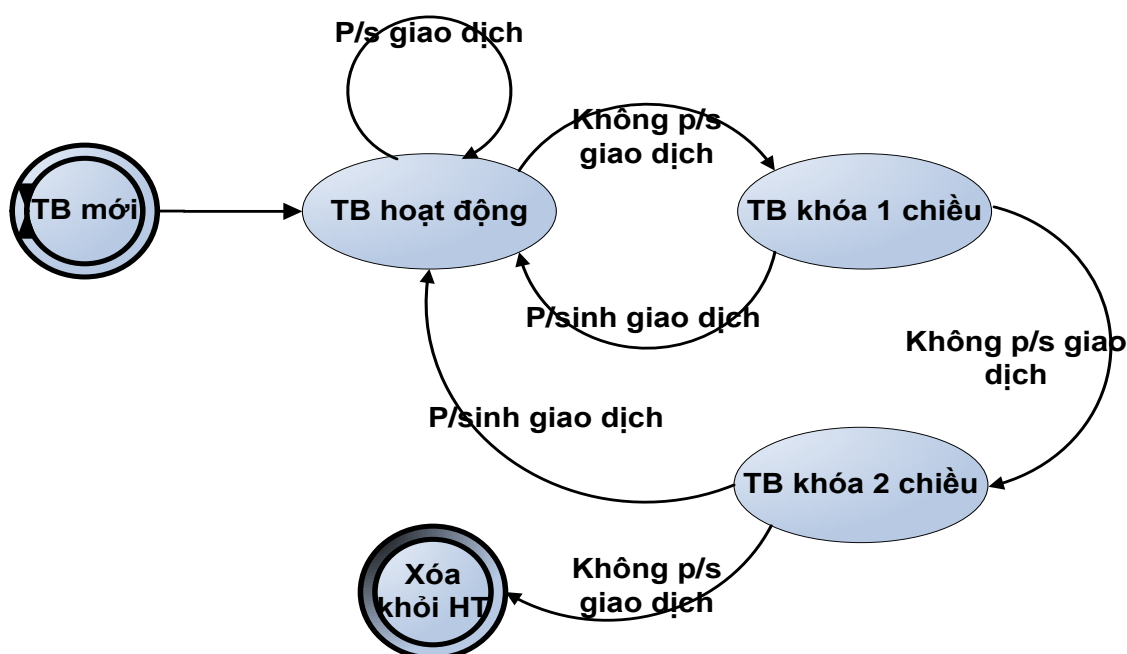 P/s giao dịch
Không p/s
giao dịch
TB mới
TB hoạt động
TB khóa 1 chiều
P/sinh giao dịch
Không p/s giao
dịch
P/sinh giao dịch
TB khóa 2 chiều
Xóa
khỏi HT
Không p/s
giao dịch